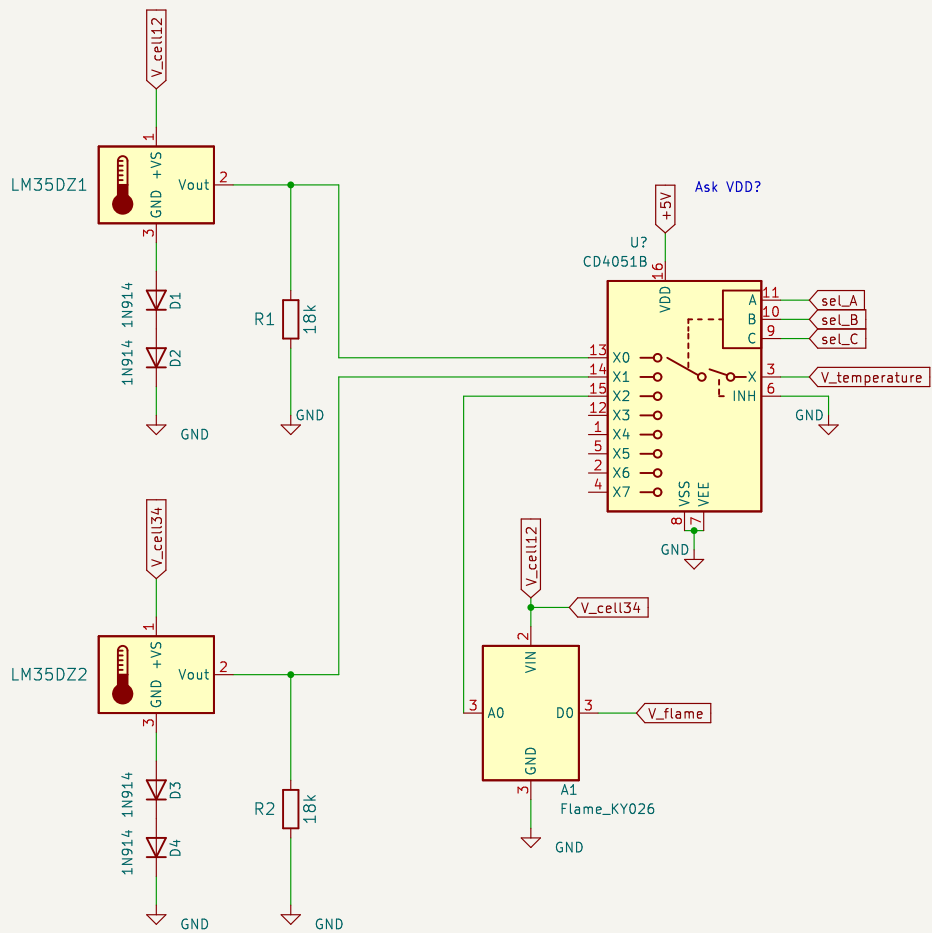 V_cell12
LM35DZ1
1
+VS
GND
Vout
2
3
1N914
D1
1N914
D2
GND
R1
18k
GND
Ask VDD?
+5V
U?
CD4051B
16
VDD
A
11
sel_A
B
10
sel_B
C
9
sel_C
13
X0
14
X1
15
X2
12
X3
1
X4
5
X5
2
X6
4
X7
X
3
V_temperature
INH
6
GND
VSS
VEE
8
7
GND
V_cell34
LM35DZ2
1
+VS
GND
Vout
2
3
1N914
D3
1N914
D4
GND
R2
18k
GND
V_cell12
V_cell34
2
VIN
3
A0
D0
3
V_flame
GND
3
A1
Flame_KY026
GND